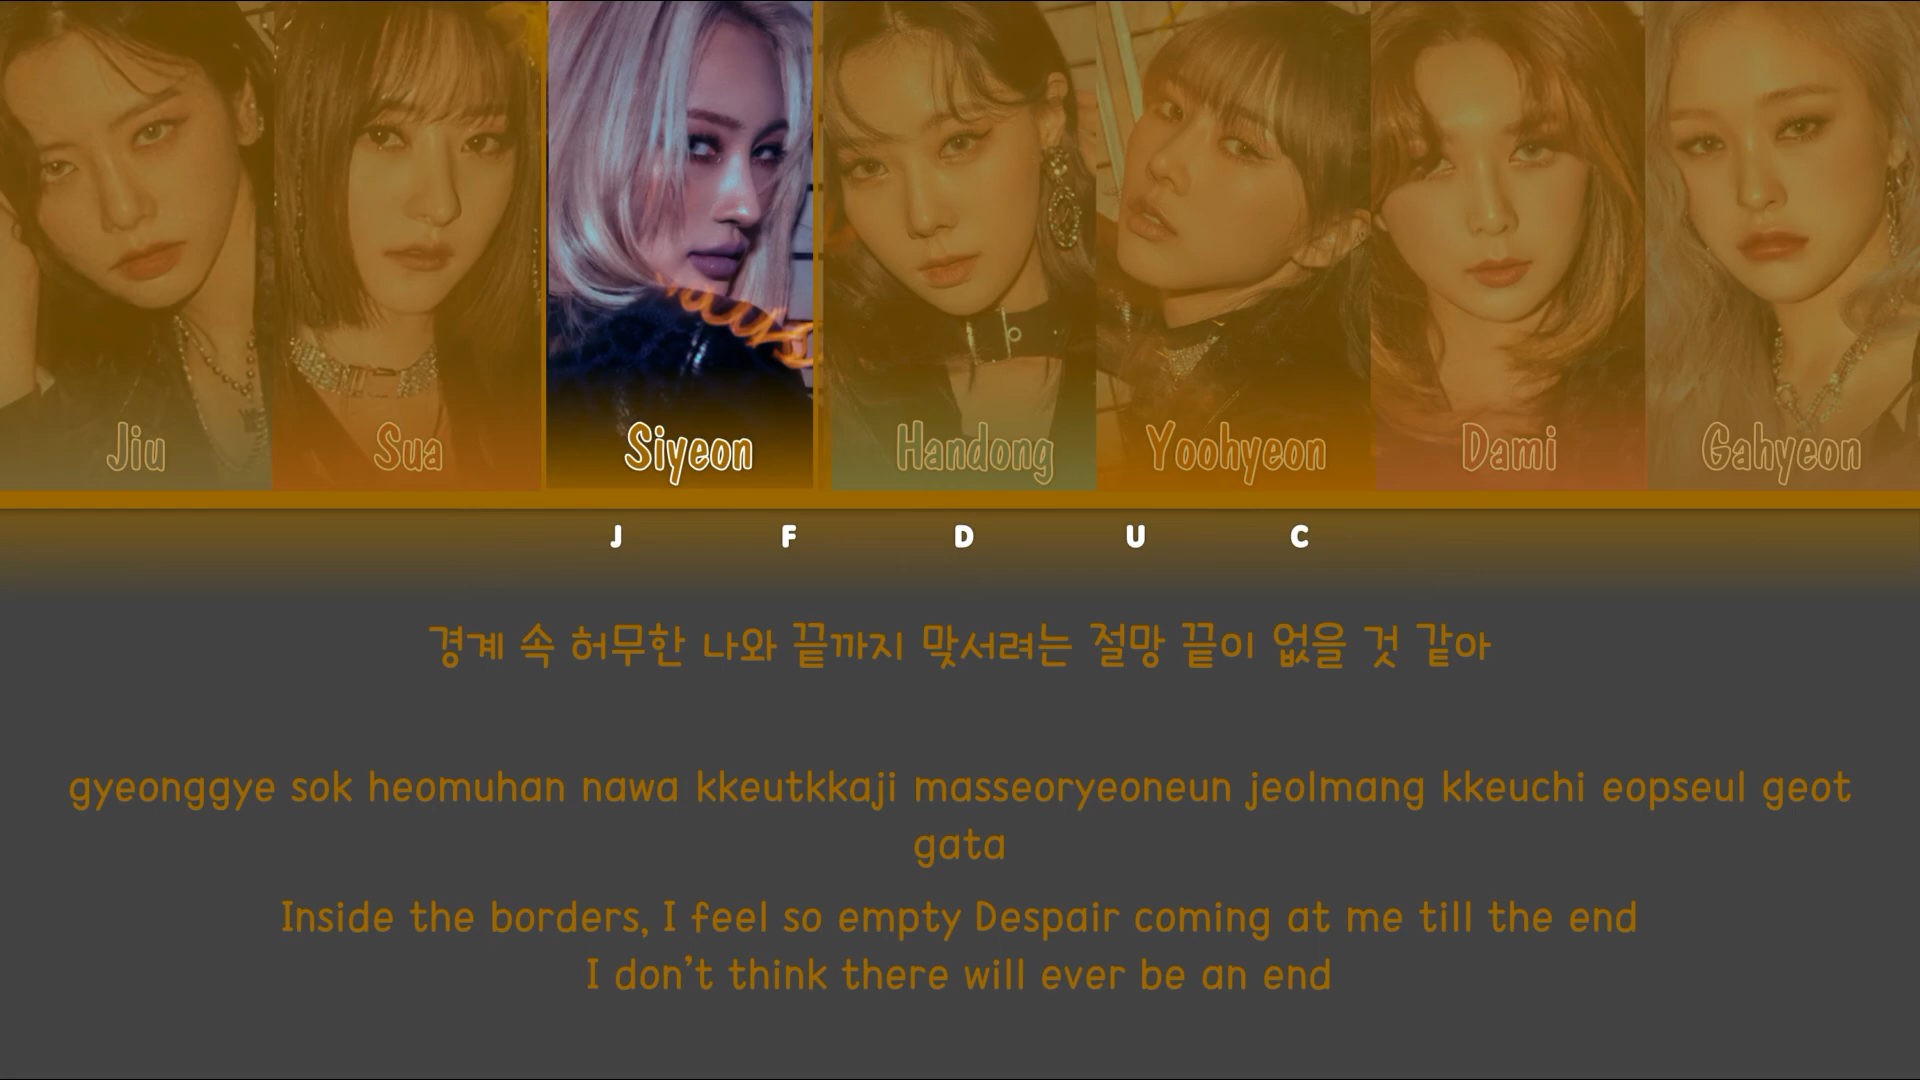 Jiu Sua Siyeon Handong Yoohyeon Dami Gahyeon
J F D U C
경계 속 허무한 나와 끝까지 맞서려는 절망 끝이 없을 것 같아
gyeonggye sok heomuhan nawa kkeutkkaji masseoryeoneun jeolmang kkeuchi eopseul geot
gata
Inside the borders, I feel so empty Despair coming at me till the end
I don't think there will ever be an end